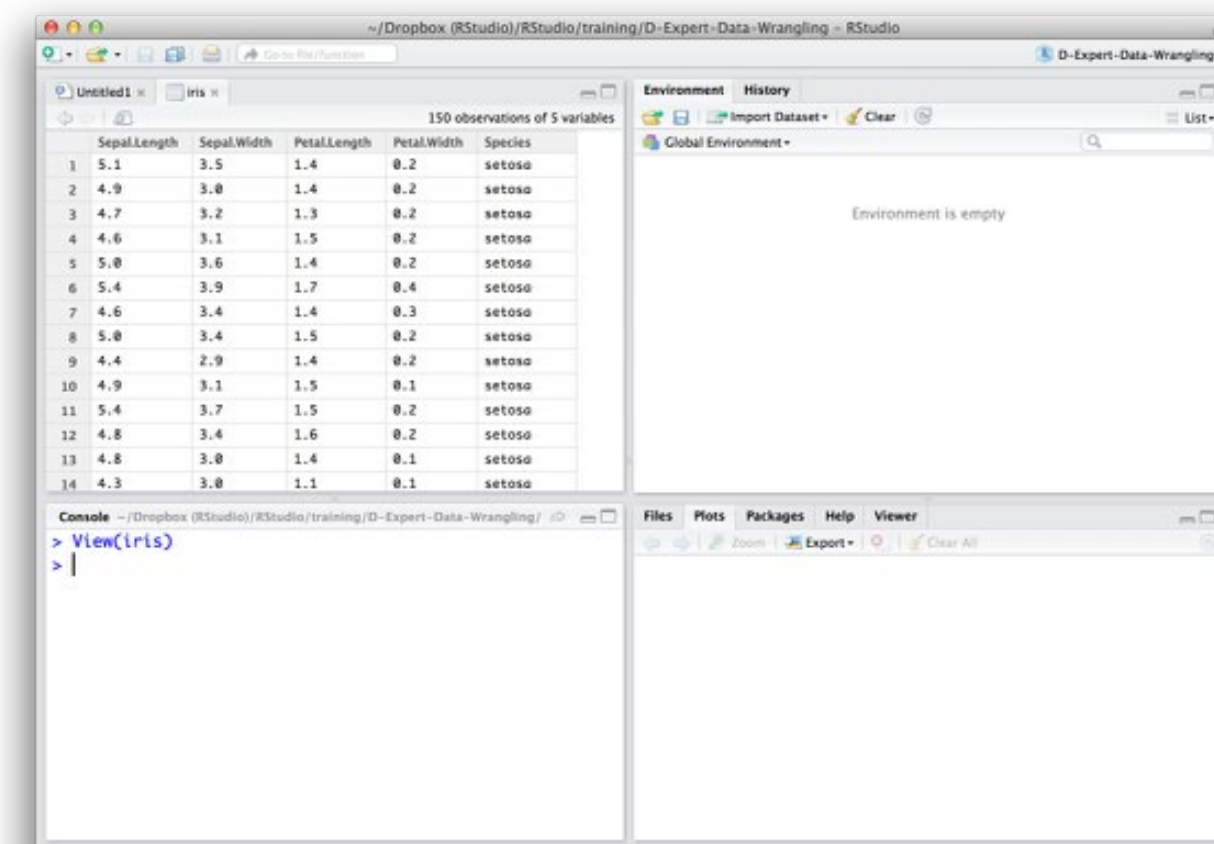 ~/Dropbox (RStudio)/RStudio/training/D-Expert-Data-Wrangling - RStudio
Go to file/function
D-Expert-Data-Wrangling
Untitled1 iris
150 observations of 5 variables
Sepal.Length Sepal.Width Petal.Length Petal.Width Species
1 5.1 3.5 1.4 0.2 setosa
2 4.9 3.0 1.4 0.2 setosa
3 4.7 3.2 1.3 0.2 setosa
4 4.6 3.1 1.5 0.2 setosa
5 5.0 3.6 1.4 0.2 setosa
6 5.4 3.9 1.7 0.4 setosa
7 4.6 3.4 1.4 0.3 setosa
8 5.0 3.4 1.5 0.2 setosa
9 4.4 2.9 1.4 0.2 setosa
10 4.9 3.1 1.5 0.1 setosa
11 5.4 3.7 1.5 0.2 setosa
12 4.8 3.4 1.6 0.2 setosa
13 4.8 3.0 1.4 0.1 setosa
14 4.3 3.0 1.1 0.1 setosa
Environment History
Import Dataset Clear List
Global Environment
Environment is empty
Console ~/Dropbox (RStudio)/RStudio/training/D-Expert-Data-Wrangling/
> View(iris)
>
Files Plots Packages Help Viewer
Zoom Export Clear All